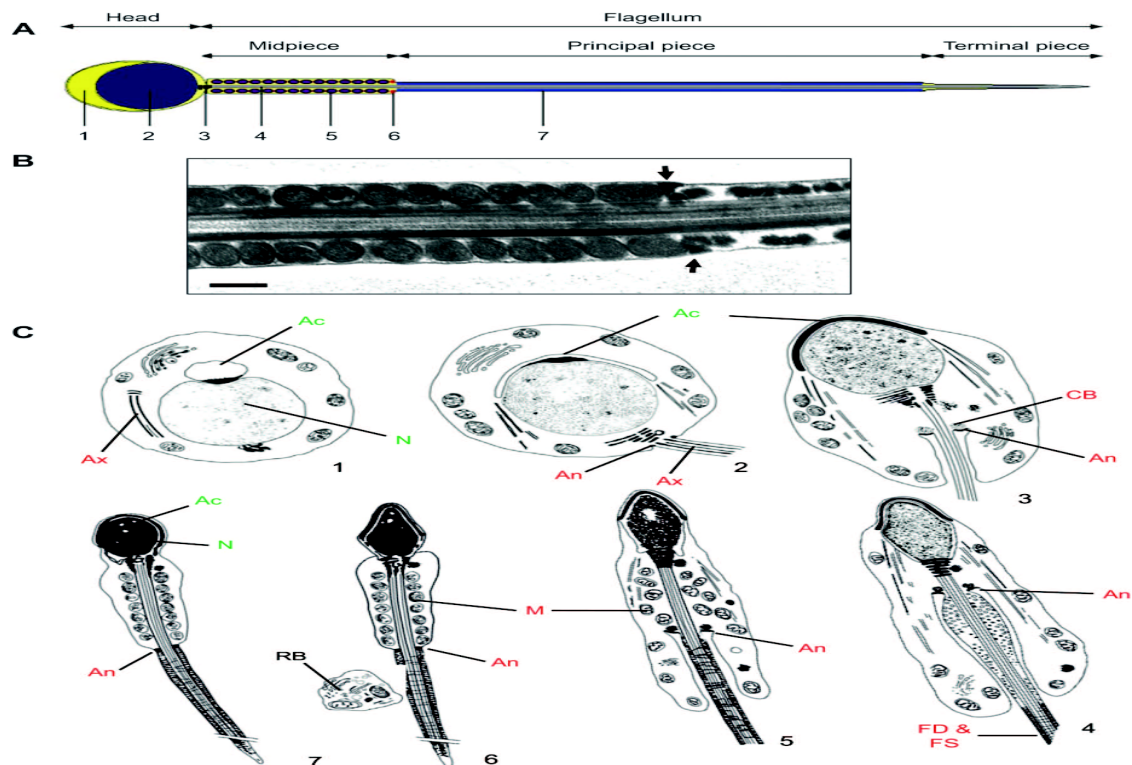 Head Flagellum
A
Midpiece Principal piece Terminal piece
1 2 3 4 5 6 7
B
C
Ac Ac
CB
Ax N An Ax An
1 2 3
Ac
N
M An
An RB An An
FD &
FS
7 6 5 4